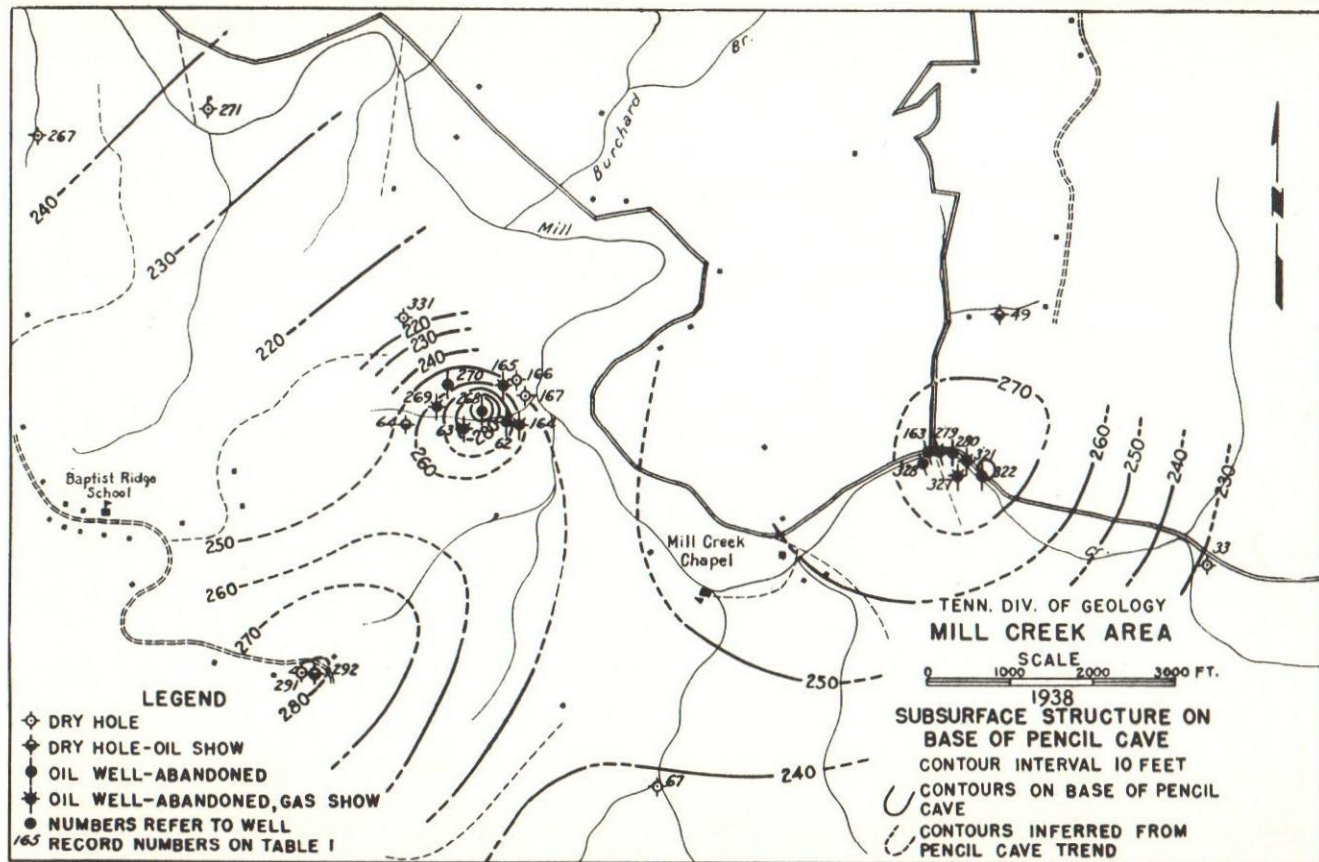 Br.
Burchard
271
267
240
Mill
230
331
220
220
230
49
240
165
166
270
167
270
269
268
64
163
279
280
321
63
62
164
260
326
322
327
260
250
240
230
Baptist Ridge
School
250
Mill Creek
Chapel
Cr.
33
260
270
291
292
280
250
240
67
TENN. DIV. OF GEOLOGY
MILL CREEK AREA
SCALE
0 1000 2000 3000 FT.
1938
SUBSURFACE STRUCTURE ON
BASE OF PENCIL CAVE
CONTOUR INTERVAL 10 FEET
CONTOURS ON BASE OF PENCIL
CAVE
CONTOURS INFERRED FROM
PENCIL CAVE TREND
LEGEND
DRY HOLE
DRY HOLE-OIL SHOW
OIL WELL-ABANDONED
OIL WELL-ABANDONED, GAS SHOW
NUMBERS REFER TO WELL
165 RECORD NUMBERS ON TABLE I
N